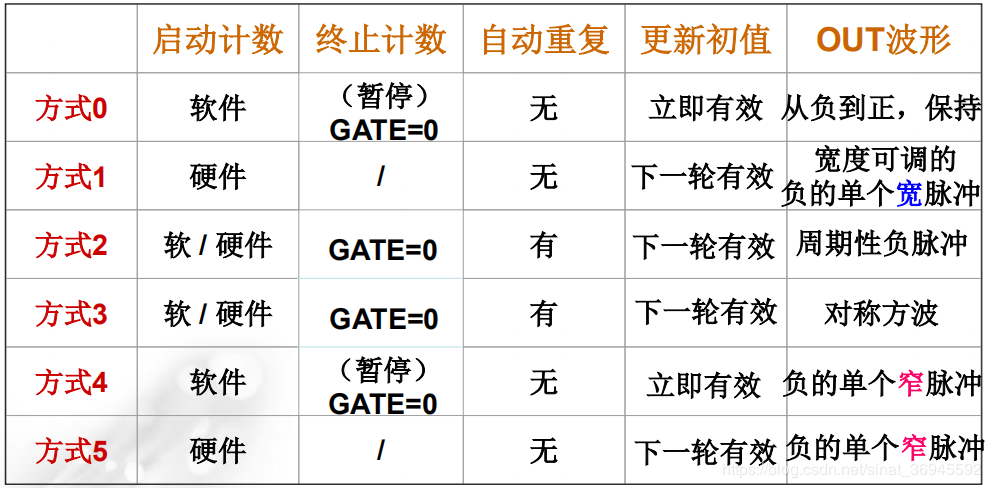 启动计数 终止计数 自动重复 更新初值 OUT波形
方式0 软件 （暂停） GATE=0 无 立即有效 从负到正，保持
方式1 硬件 / 无 下一轮有效 宽度可调的 负的单个宽脉冲
方式2 软 / 硬件 GATE=0 有 下一轮有效 周期性负脉冲
方式3 软 / 硬件 GATE=0 有 下一轮有效 对称方波
方式4 软件 （暂停） GATE=0 无 立即有效 负的单个窄脉冲
方式5 硬件 / 无 下一轮有效 负的单个窄脉冲
https://blog.csdn.net/sinat_36945592